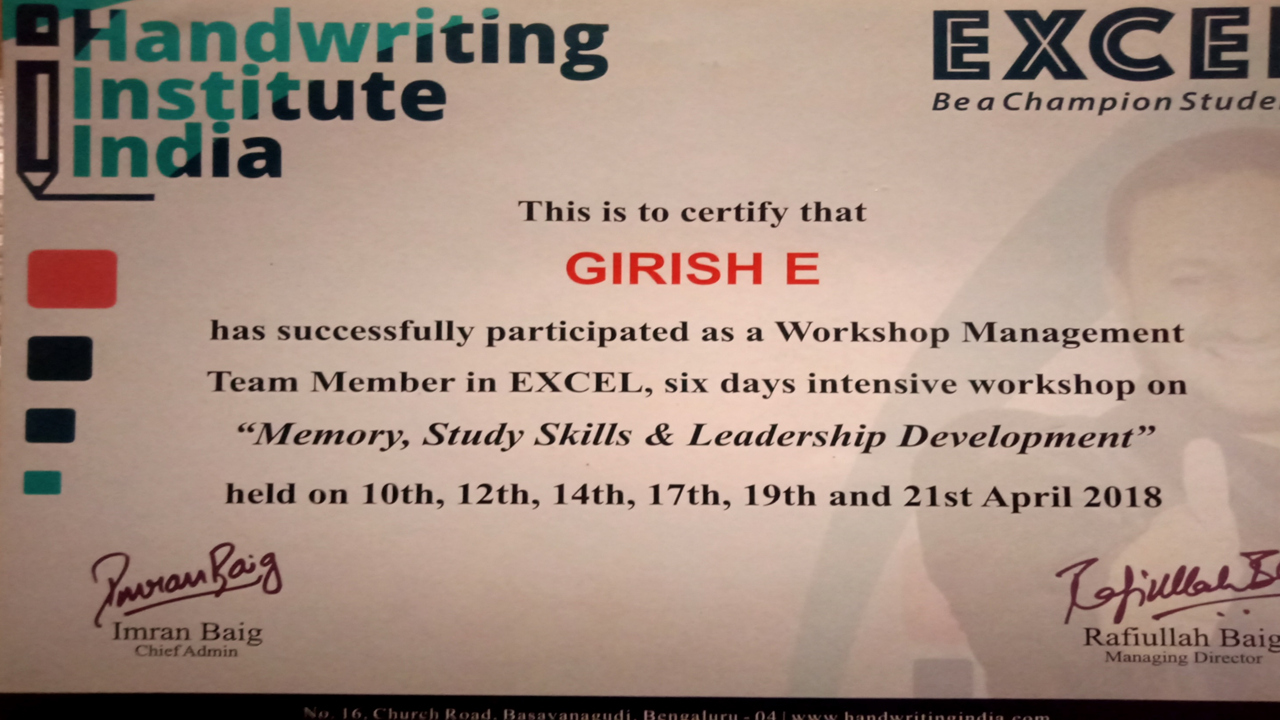 Handwriting
Institute
India
EXCE
Be a Champion Stude
This is to certify that
GIRISH E
has successfully participated as a Workshop Management
Team Member in EXCEL, six days intensive workshop on
“Memory, Study Skills & Leadership Development”
held on 10th, 12th, 14th, 17th, 19th and 21st April 2018
Imran Baig
Imran Baig
Chief Admin
Rafiullah B
Rafiullah Baig
Managing Director
No. 16, Church Road, Basavanagudi, Bengaluru - 04 | www.handwritingindia.com